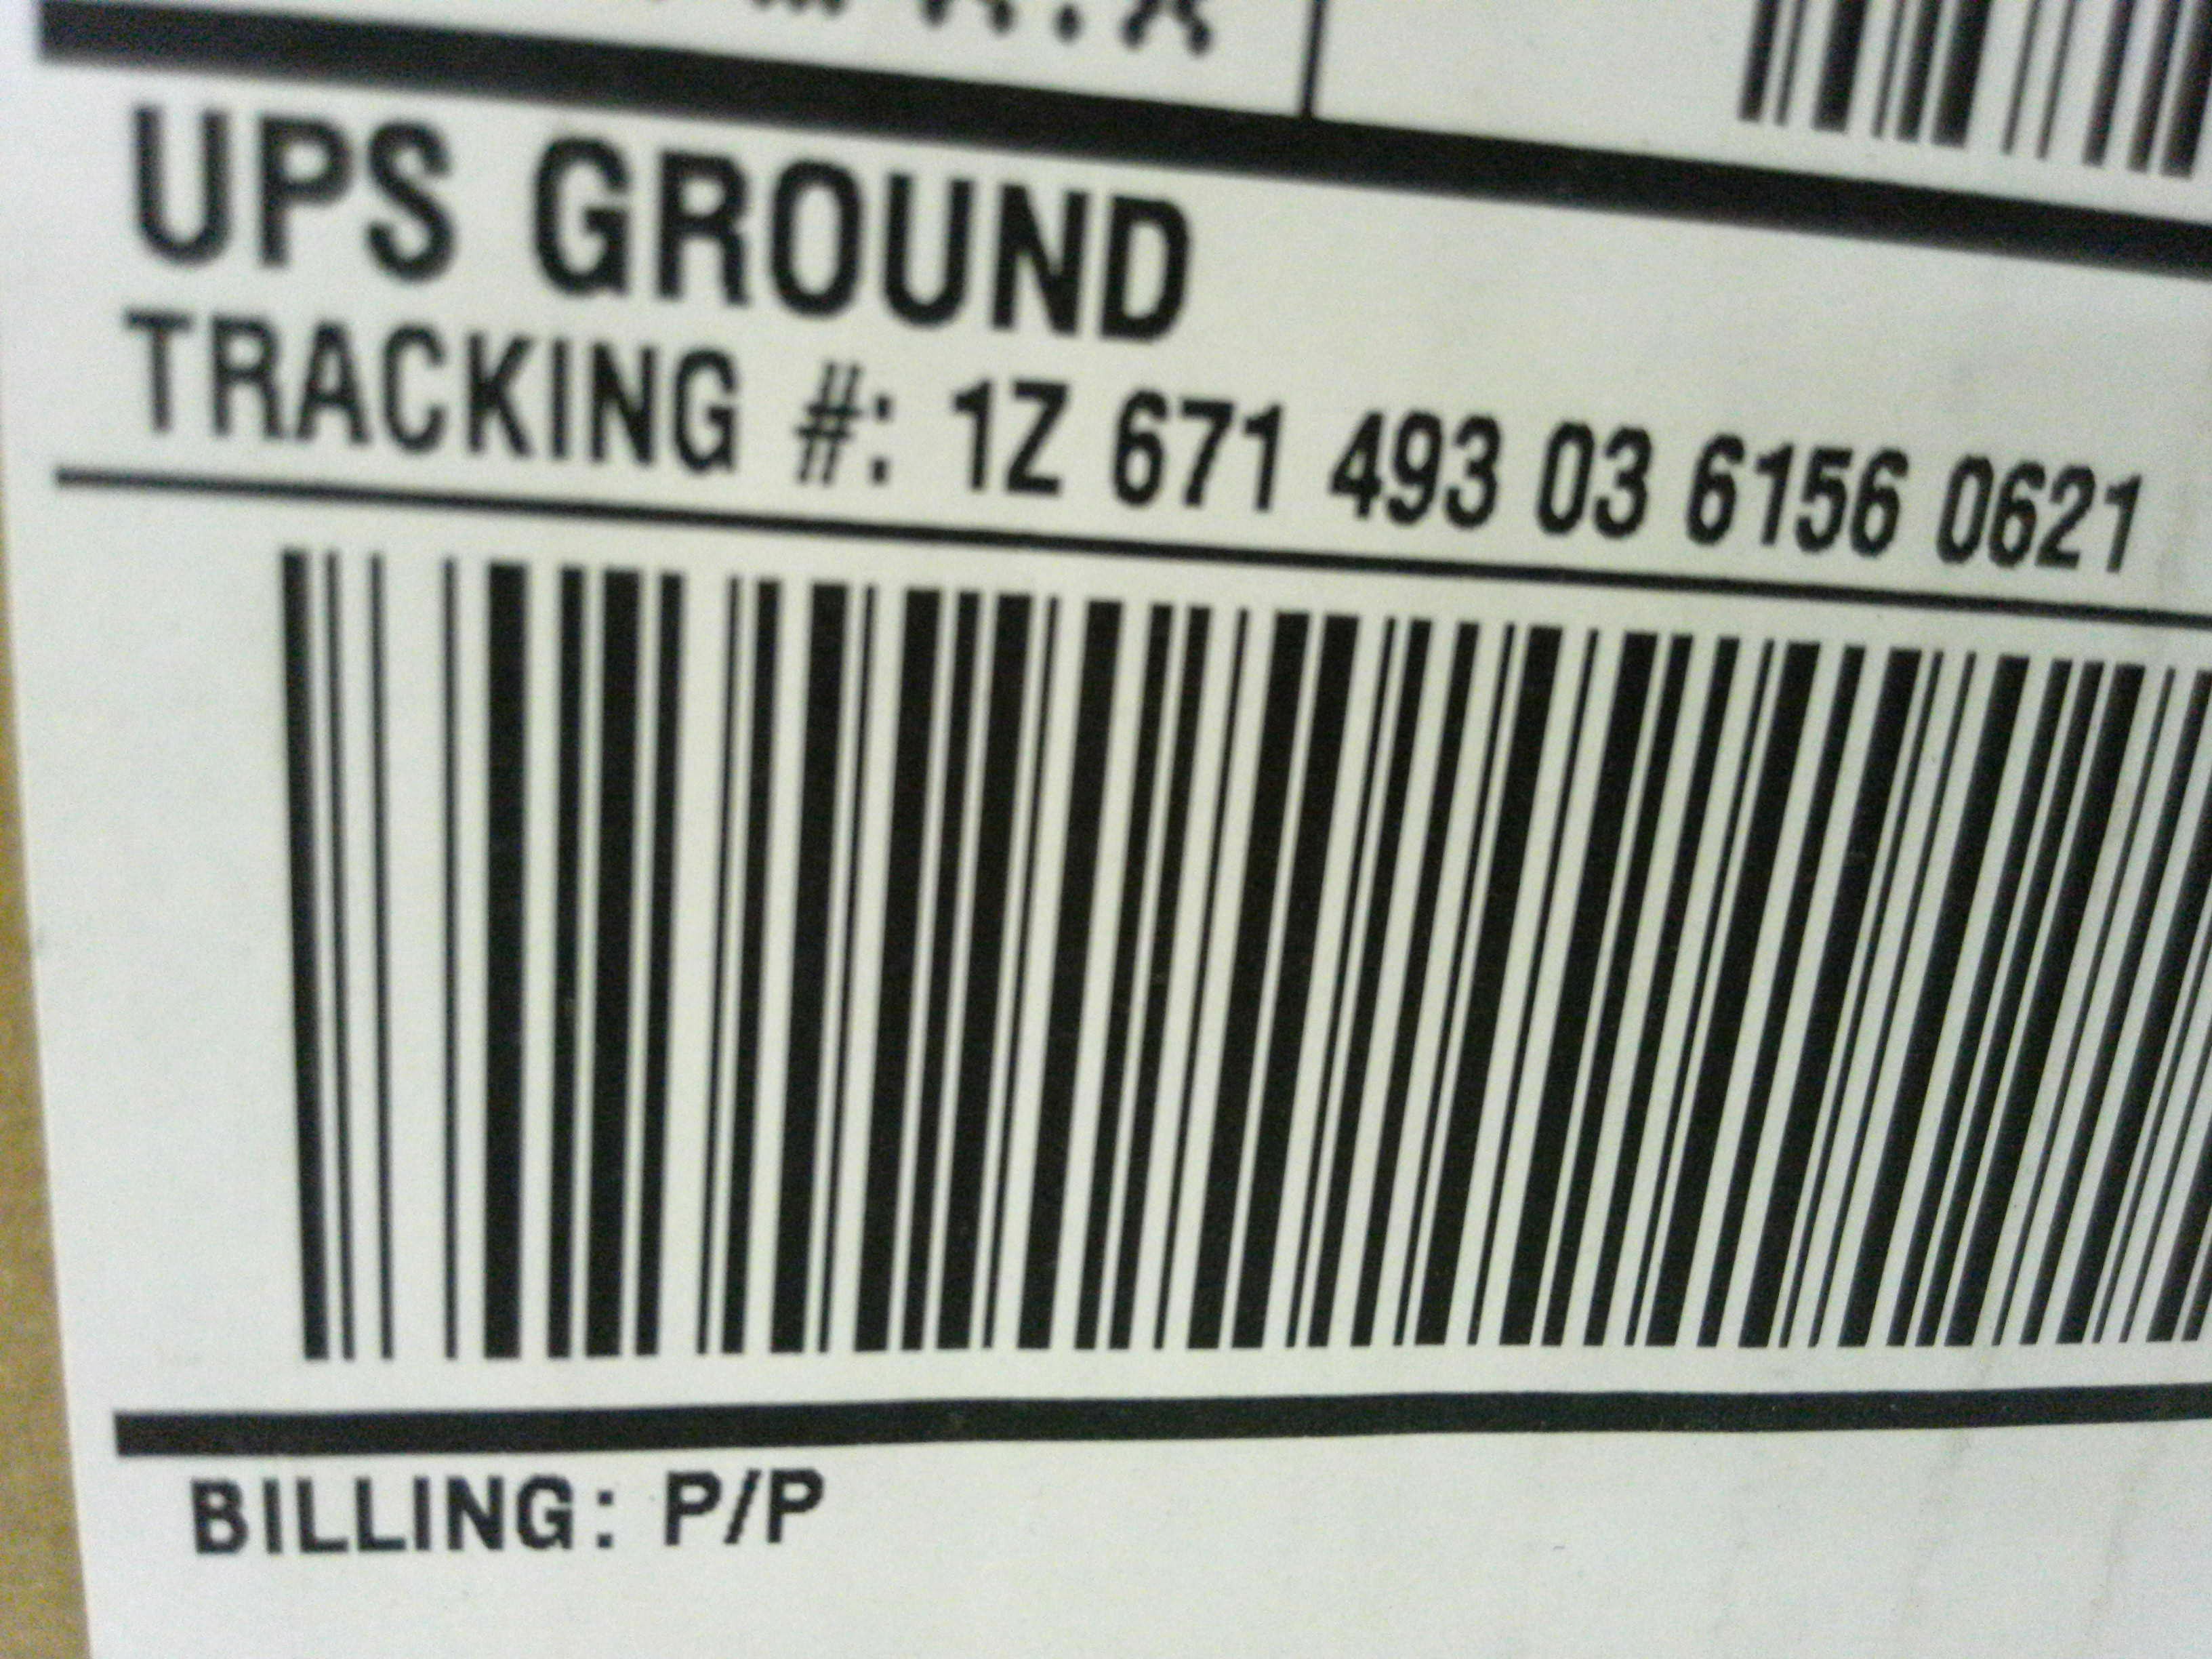 UPS GROUND
TRACKING #: 1Z 671 493 03 6156 0621
BILLING: P/P